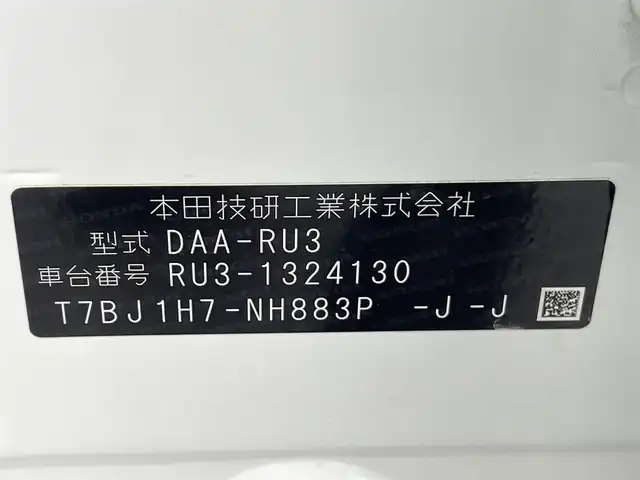 本田技研工業株式会社
型式 DAA-RU3
車台番号 RU3-1324130
T7BJ1H7-NH883P -J-J